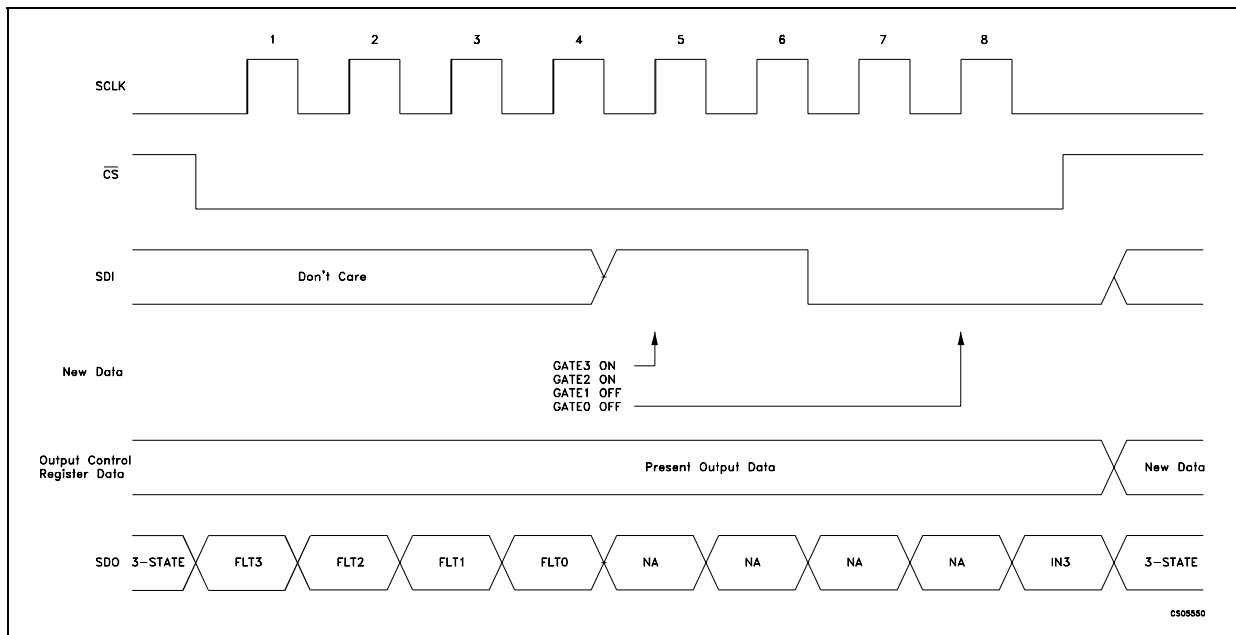 1 2 3 4 5 6 7 8
SCLK
CS
SDI Don't Care
New Data
GATE3 ON
GATE2 ON
GATE1 OFF
GATE0 OFF
Output Control
Register Data
Present Output Data New Data
SDO 3-STATE FLT3 FLT2 FLT1 FLT0 NA NA NA NA IN3 3-STATE
CS05550